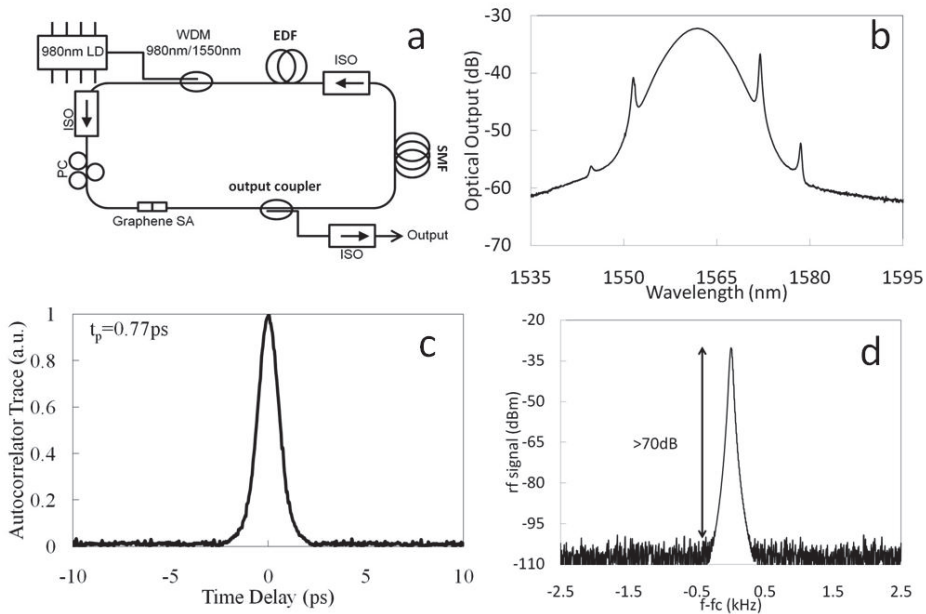 a
980nm LD
WDM
980nm/1550nm
EDF
ISO
ISO
PC
SMF
output coupler
Graphene SA
ISO
Output
b
Optical Output (dB)
-30
-40
-50
-60
-70
1535
1550
1565
1580
1595
Wavelength (nm)
c
tp=0.77ps
Autocorrelator Trace (a.u.)
1
0.8
0.6
0.4
0.2
0
-10
-5
0
5
10
Time Delay (ps)
d
rf signal (dBm)
-20
-35
-50
-65
-80
-95
-110
>70dB
-2.5
-1.5
-0.5
0.5
1.5
2.5
f-fc (kHz)